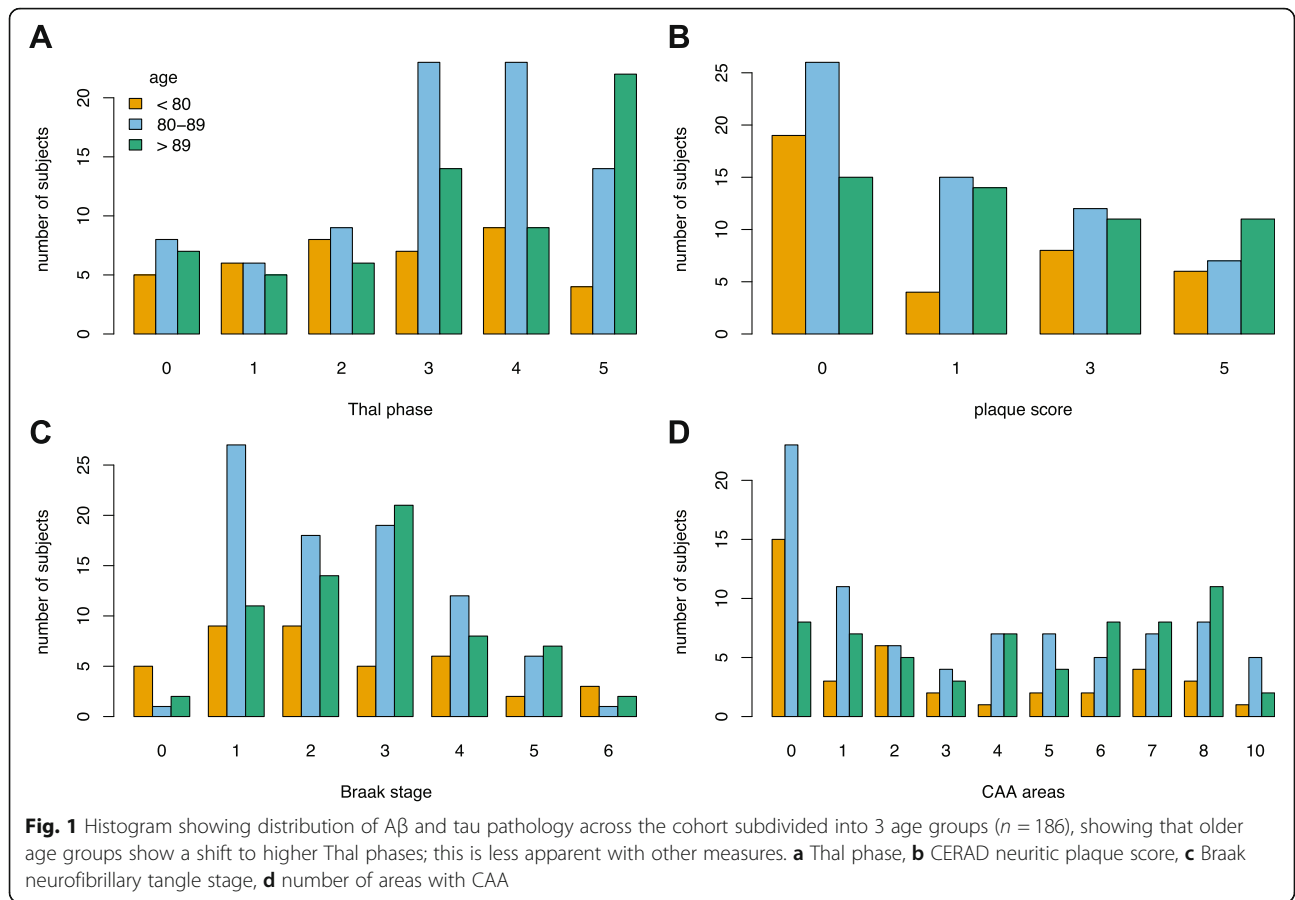 A
age
< 80
80–89
> 89
number of subjects
0
5
10
15
20
0 1 2 3 4 5
Thal phase
B
number of subjects
0
5
10
15
20
25
0 1 3 5
plaque score
C
number of subjects
0
5
10
15
20
25
0 1 2 3 4 5 6
Braak stage
D
number of subjects
0
5
10
15
20
0 1 2 3 4 5 6 7 8 10
CAA areas
Fig. 1 Histogram showing distribution of Aβ and tau pathology across the cohort subdivided into 3 age groups (n = 186), showing that older
age groups show a shift to higher Thal phases; this is less apparent with other measures. a Thal phase, b CERAD neuritic plaque score, c Braak
neurofibrillary tangle stage, d number of areas with CAA